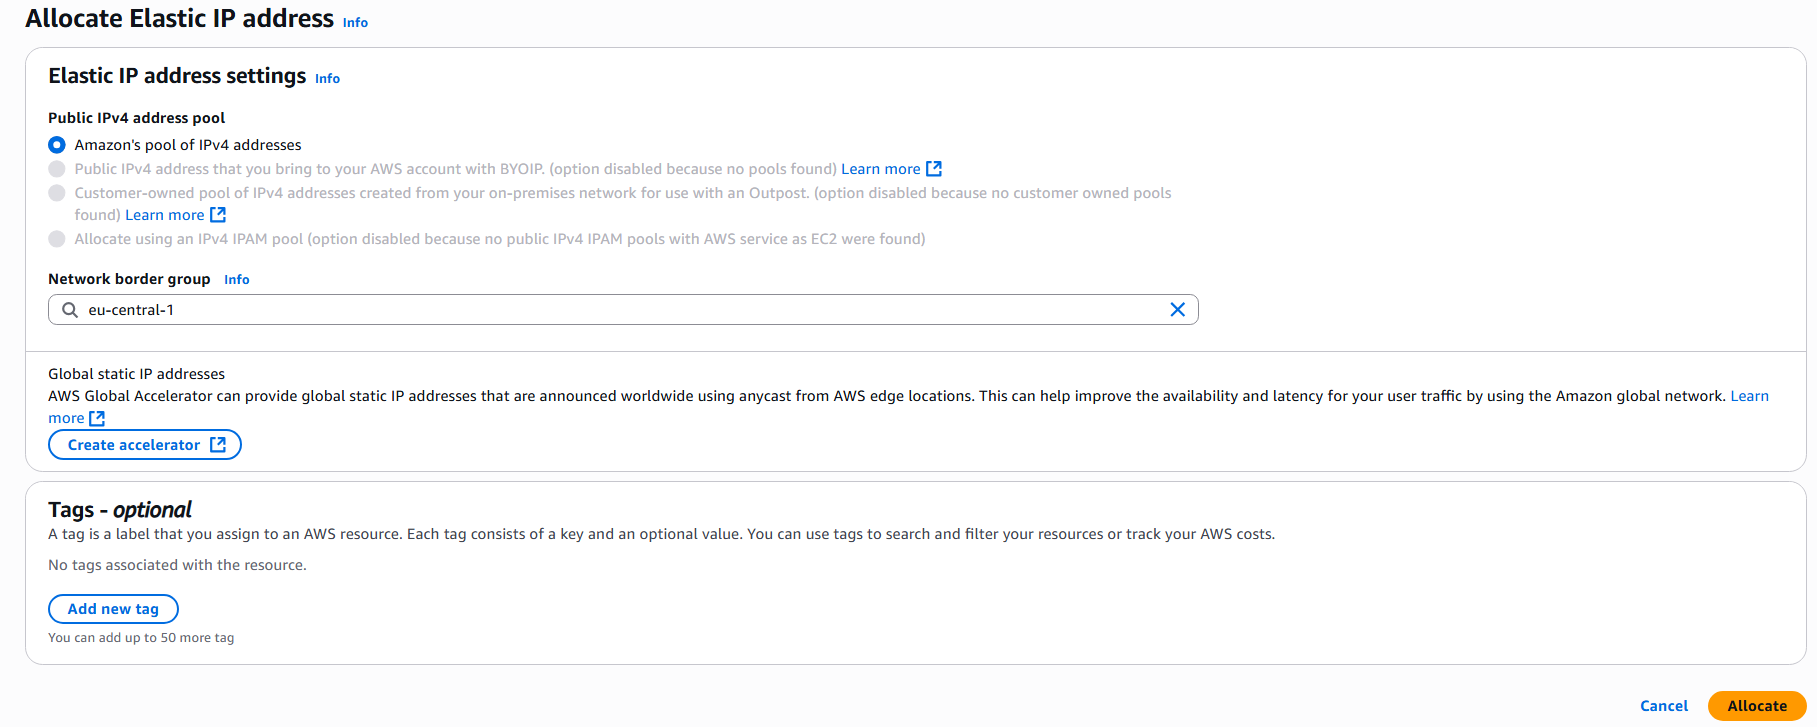 Allocate Elastic IP address Info
Elastic IP address settings Info
Public IPv4 address pool
Amazon's pool of IPv4 addresses
Public IPv4 address that you bring to your AWS account with BYOIP. (option disabled because no pools found) Learn more
Customer-owned pool of IPv4 addresses created from your on-premises network for use with an Outpost. (option disabled because no customer owned pools
found) Learn more
Allocate using an IPv4 IPAM pool (option disabled because no public IPv4 IPAM pools with AWS service as EC2 were found)
Network border group Info
eu-central-1
Global static IP addresses
AWS Global Accelerator can provide global static IP addresses that are announced worldwide using anycast from AWS edge locations. This can help improve the availability and latency for your user traffic by using the Amazon global network. Learn
more
Create accelerator
Tags - optional
A tag is a label that you assign to an AWS resource. Each tag consists of a key and an optional value. You can use tags to search and filter your resources or track your AWS costs.
No tags associated with the resource.
Add new tag
You can add up to 50 more tag
Cancel Allocate